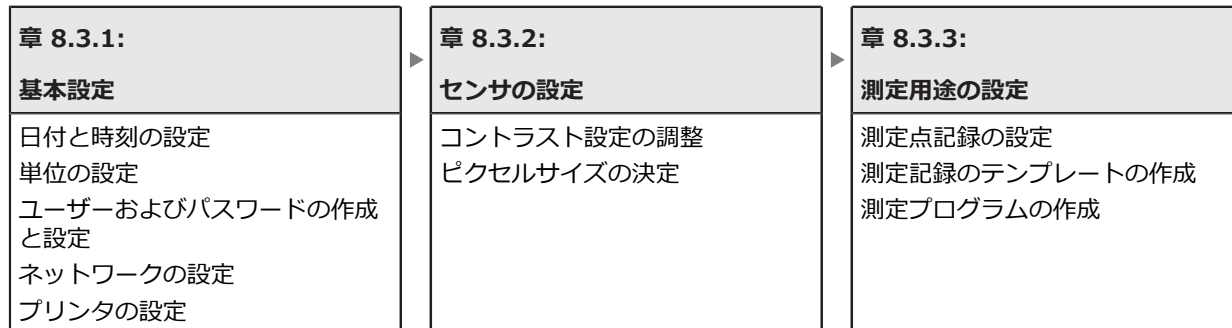 章 8.3.1:
基本設定
日付と時刻の設定
単位の設定
ユーザーおよびパスワードの作成
と設定
ネットワークの設定
プリンタの設定
章 8.3.2:
センサの設定
コントラスト設定の調整
ピクセルサイズの決定
章 8.3.3:
測定用途の設定
測定点記録の設定
測定記録のテンプレートの作成
測定プログラムの作成